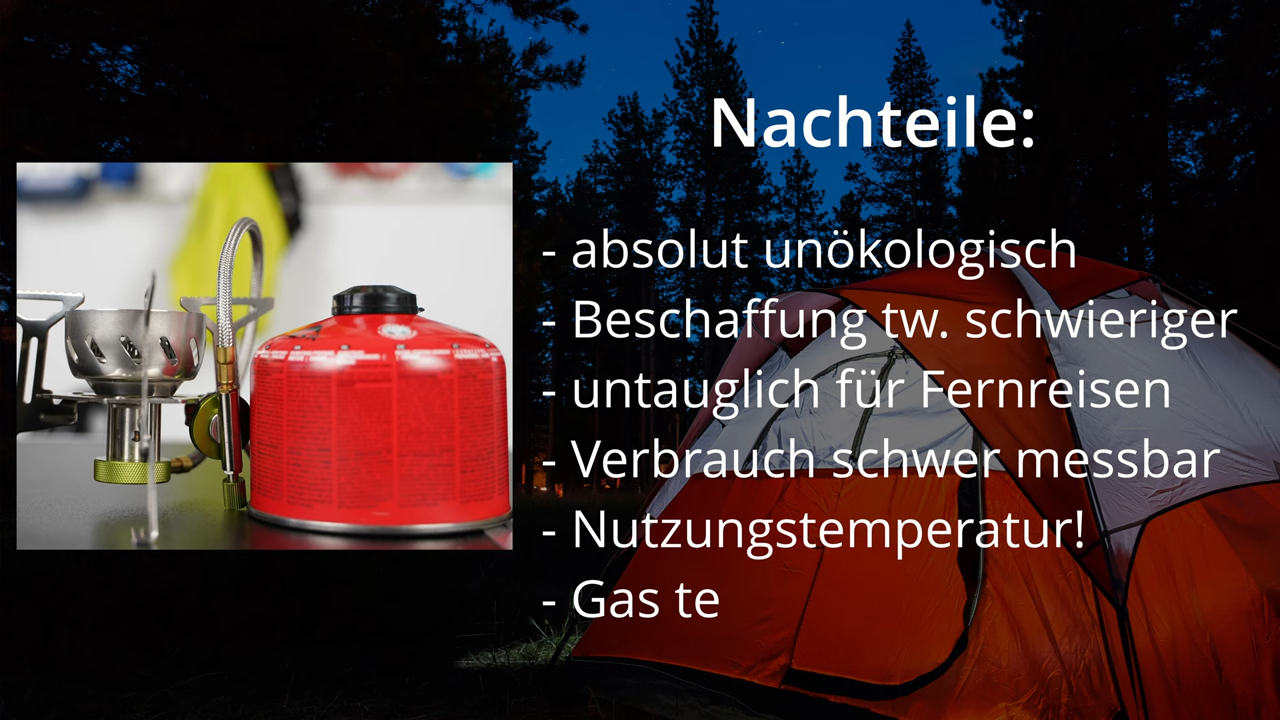 Nachteile:
- absolut unökologisch
- Beschaffung tw. schwieriger
- untauglich für Fernreisen
- Verbrauch schwer messbar
- Nutzungstemperatur!
- Gas te